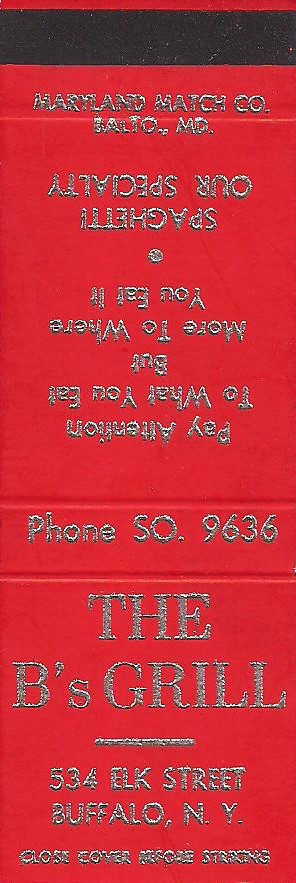 MARYLAND MATCH CO.
BALTO., MD.
Pay Attention
To What You Eat
But
More To Where
You Eat It
•
SPAGHETTI
OUR SPECIALTY
Phone SO. 9636
THE
B's GRILL
534 ELK STREET
BUFFALO, N. Y.
CLOSE COVER BEFORE STRIKING